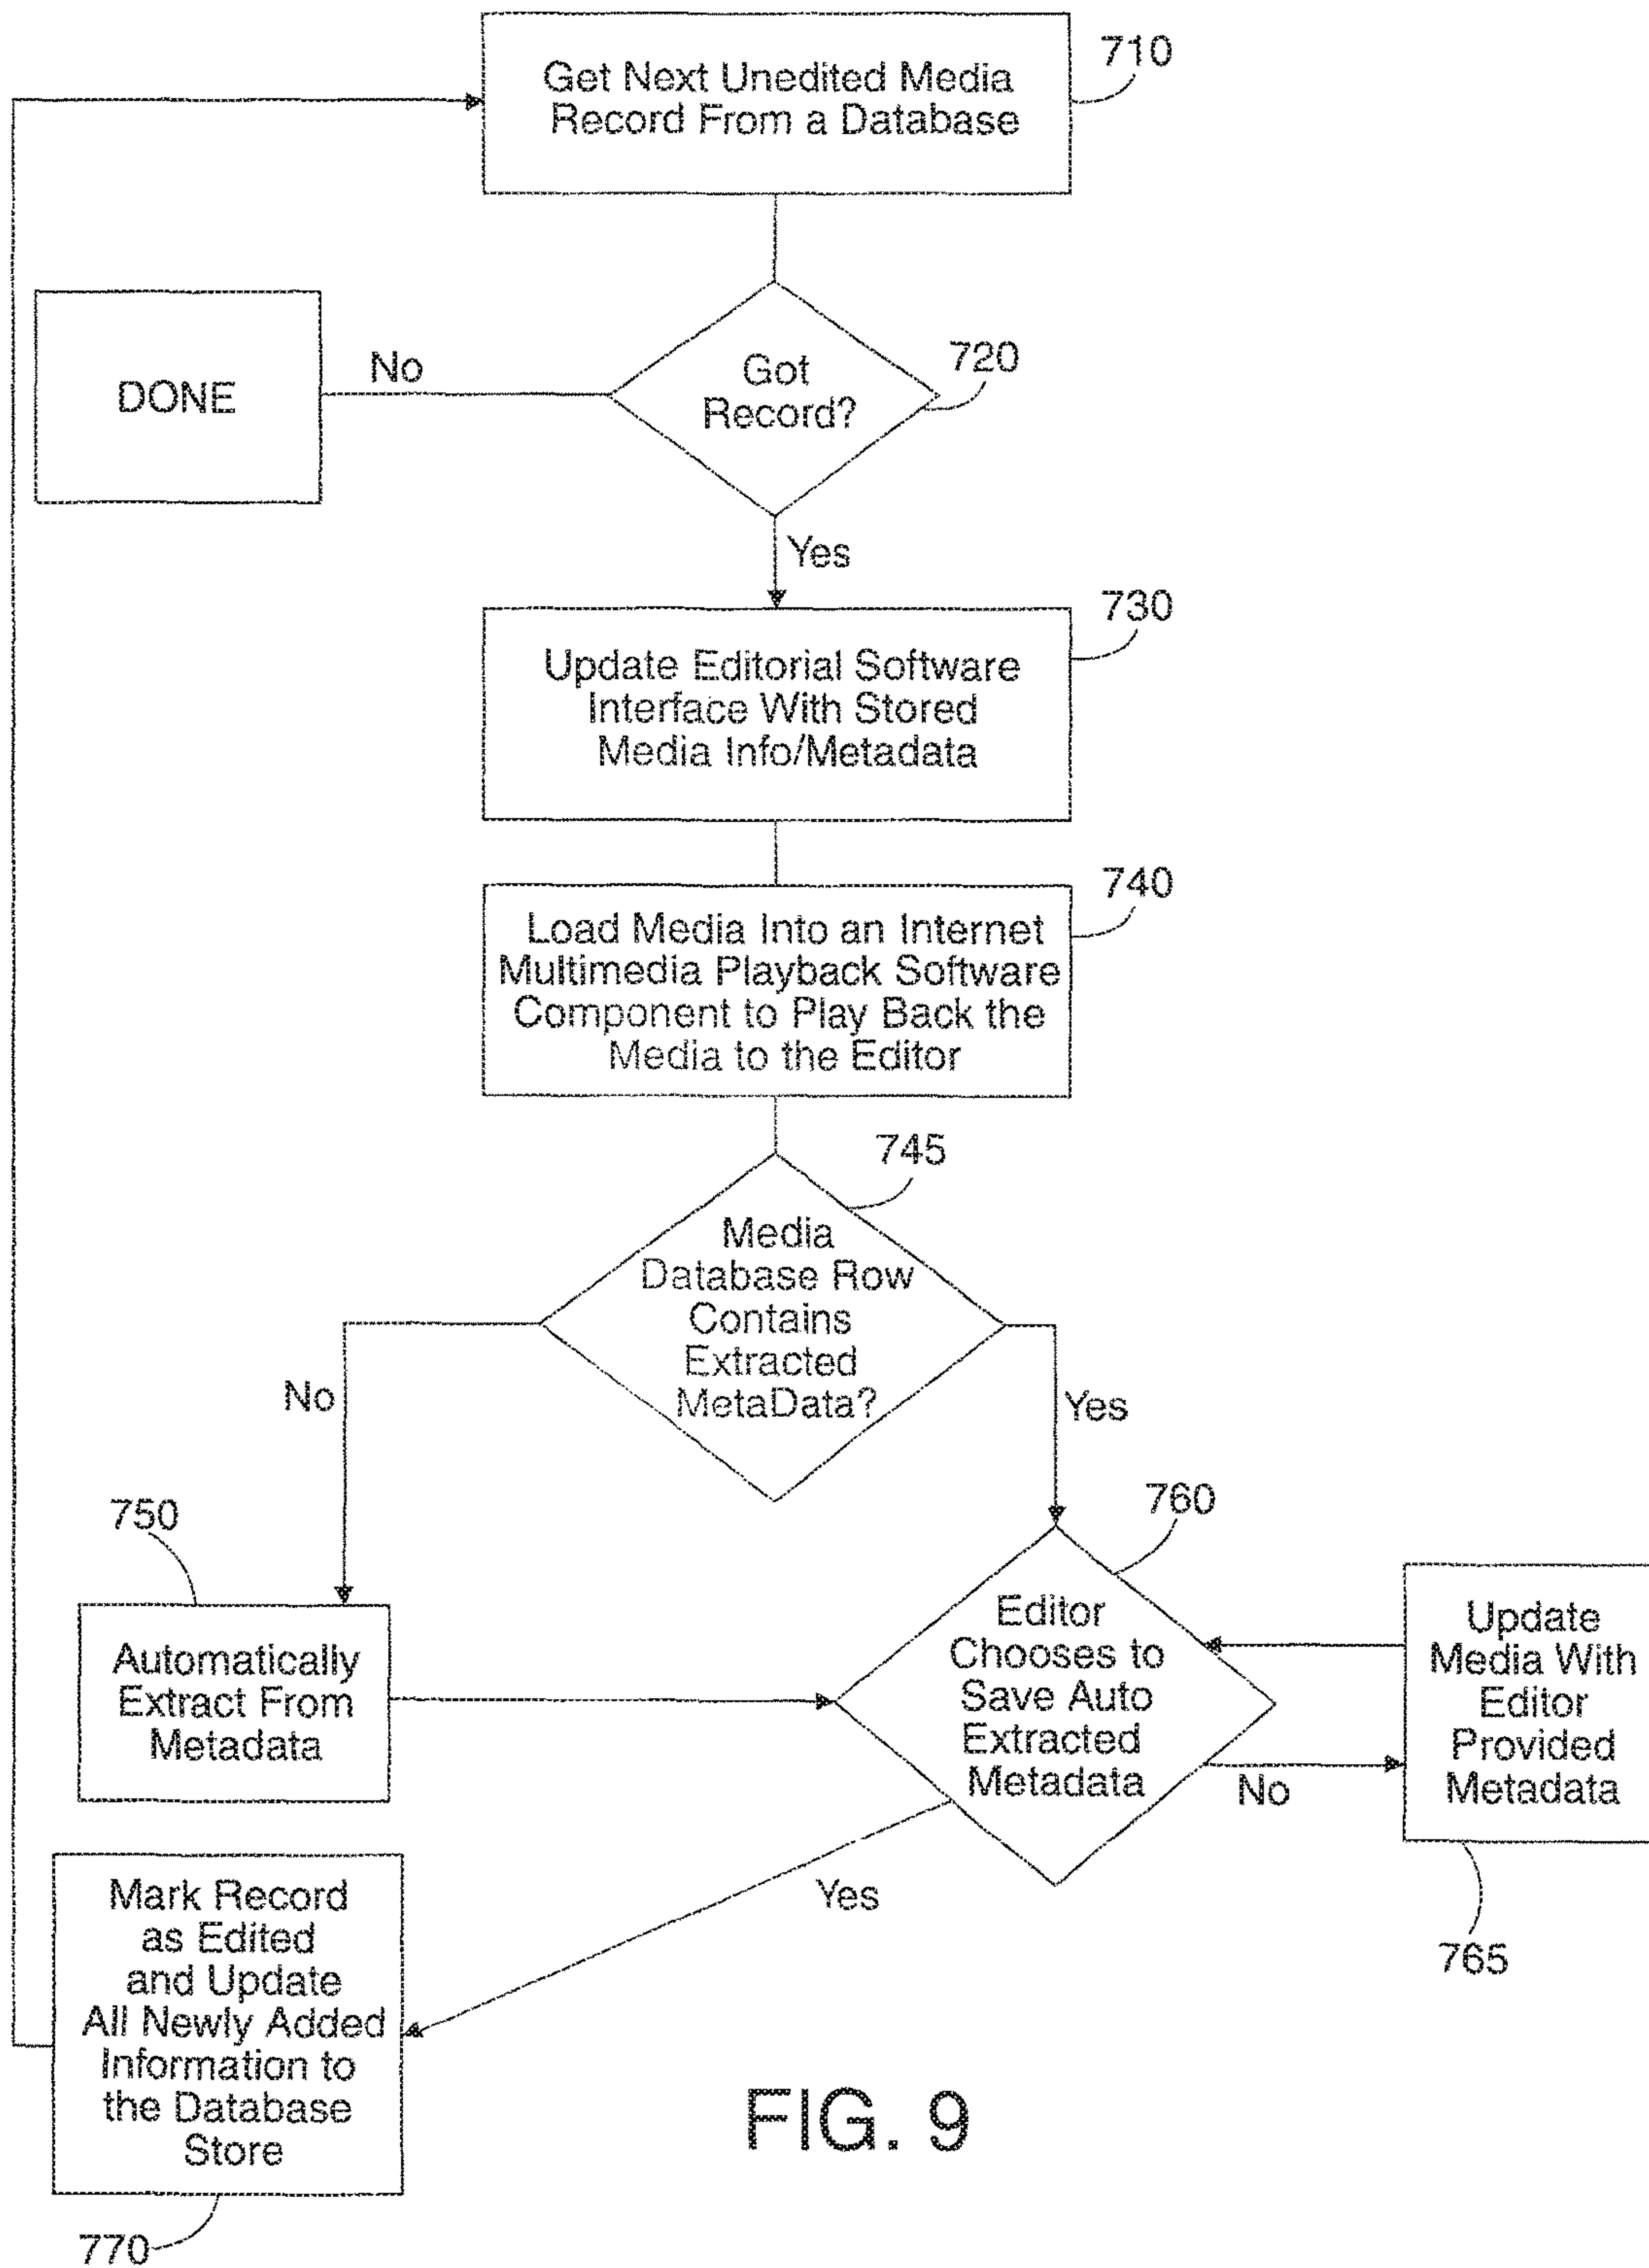 Get Next Unedited Media
Record From a Database
710
Got
Record?
720
No
DONE
Yes
Update Editorial Software
Interface With Stored
Media Info/Metadata
730
Load Media Into an Internet
Multimedia Playback Software
Component to Play Back the
Media to the Editor
740
Media
Database Row
Contains
Extracted
MetaData?
745
No
Yes
750
Automatically
Extract From
Metadata
760
Editor
Chooses to
Save Auto
Extracted
Metadata
No
Update
Media With
Editor
Provided
Metadata
765
Yes
Mark Record
as Edited
and Update
All Newly Added
Information to
the Database
Store
770
FIG. 9